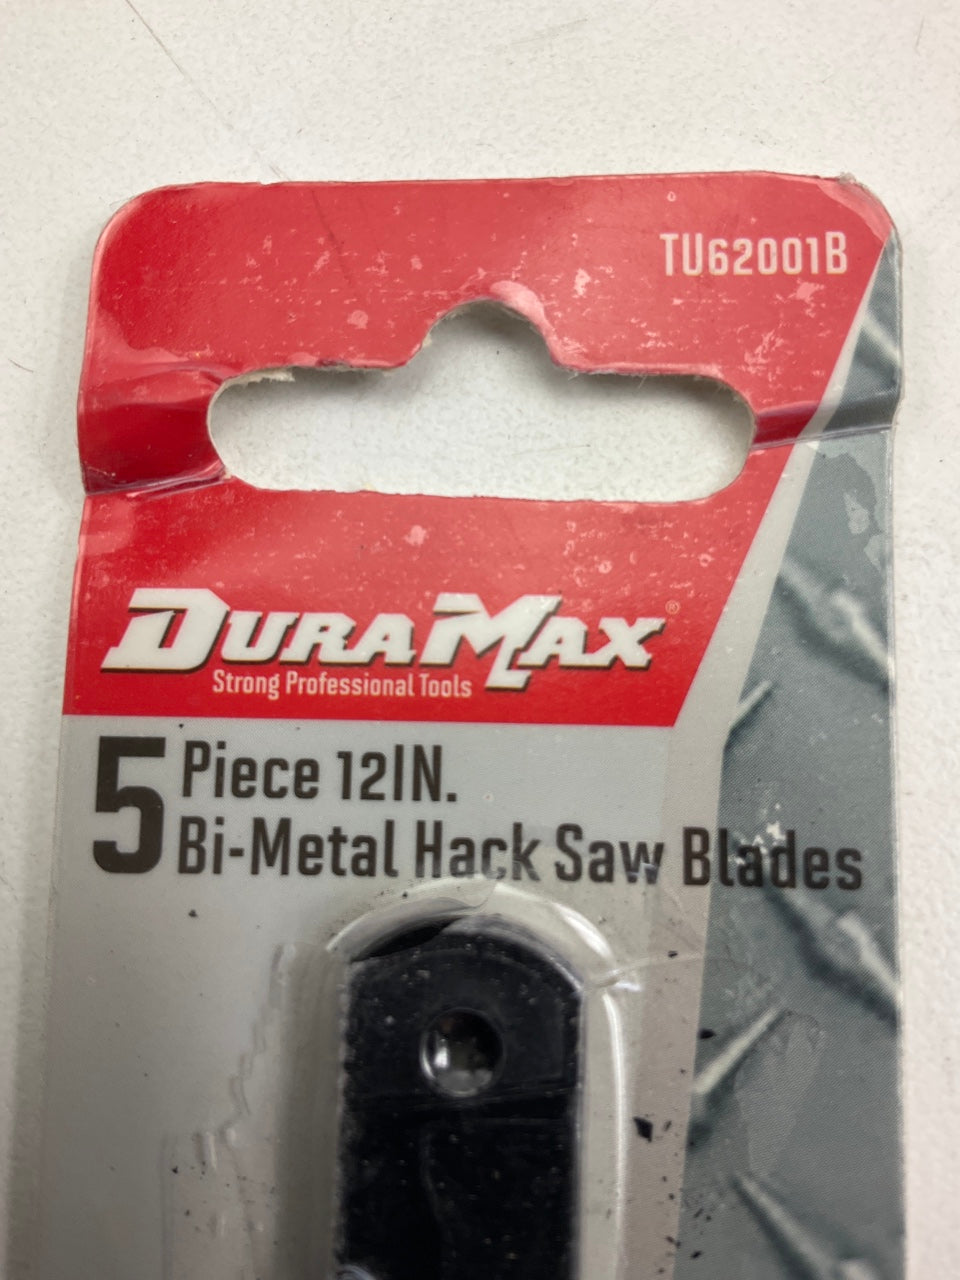 TU62001B
DURAMAX®
Strong Professional Tools
5 Piece 12IN.
Bi-Metal Hack Saw Blades